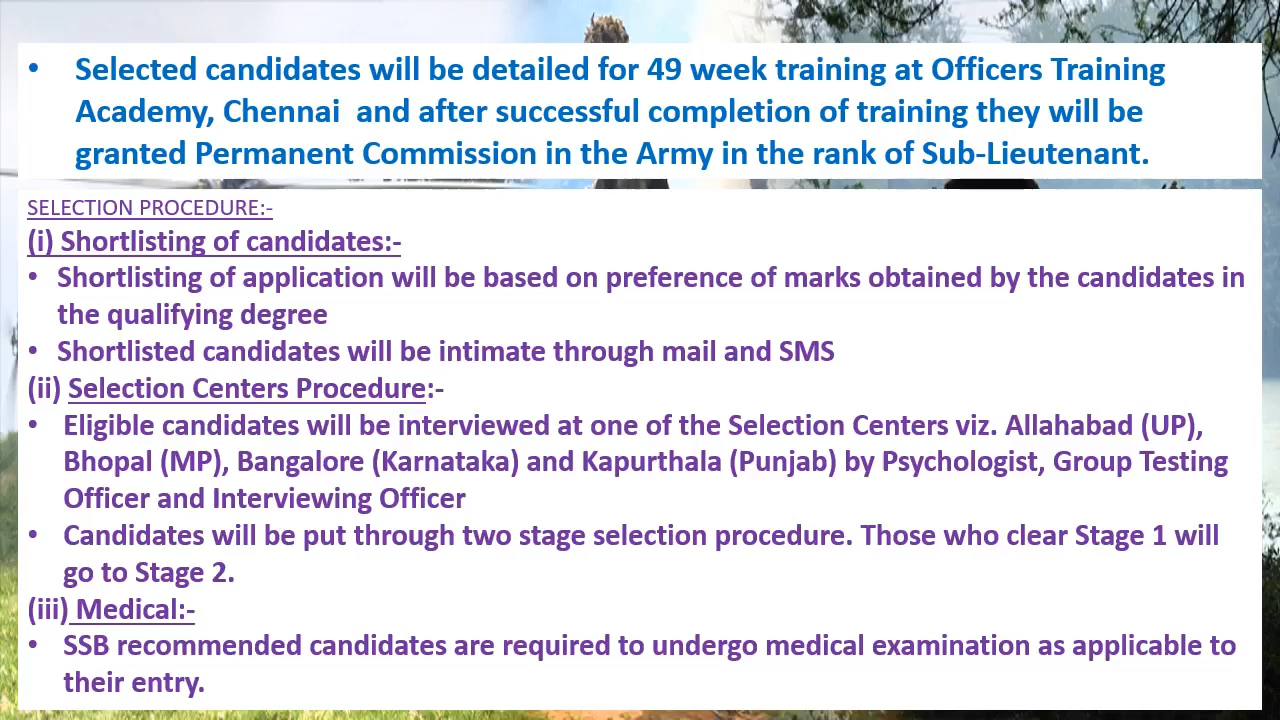 • Selected candidates will be detailed for 49 week training at Officers Training
Academy, Chennai  and after successful completion of training they will be
granted Permanent Commission in the Army in the rank of Sub-Lieutenant.
SELECTION PROCEDURE:-
(i) Shortlisting of candidates:-
• Shortlisting of application will be based on preference of marks obtained by the candidates in
the qualifying degree
• Shortlisted candidates will be intimate through mail and SMS
(ii) Selection Centers Procedure:-
• Eligible candidates will be interviewed at one of the Selection Centers viz. Allahabad (UP),
Bhopal (MP), Bangalore (Karnataka) and Kapurthala (Punjab) by Psychologist, Group Testing
Officer and Interviewing Officer
• Candidates will be put through two stage selection procedure. Those who clear Stage 1 will
go to Stage 2.
(iii) Medical:-
• SSB recommended candidates are required to undergo medical examination as applicable to
their entry.